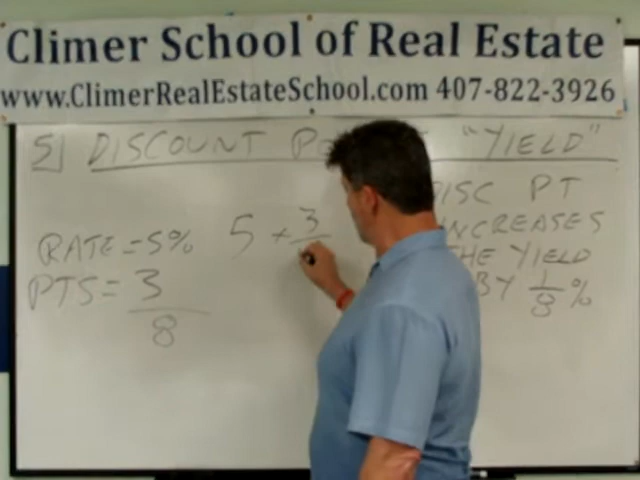 Climer School of Real Estate
www.ClimerRealEstateSchool.com 407-822-3926
5] DISCOUNT "YIELD"
DISC PT
INCREASES
THE YIELD
BY 1/8 %
RATE = 5%
PTS = 3
8
5 + 3